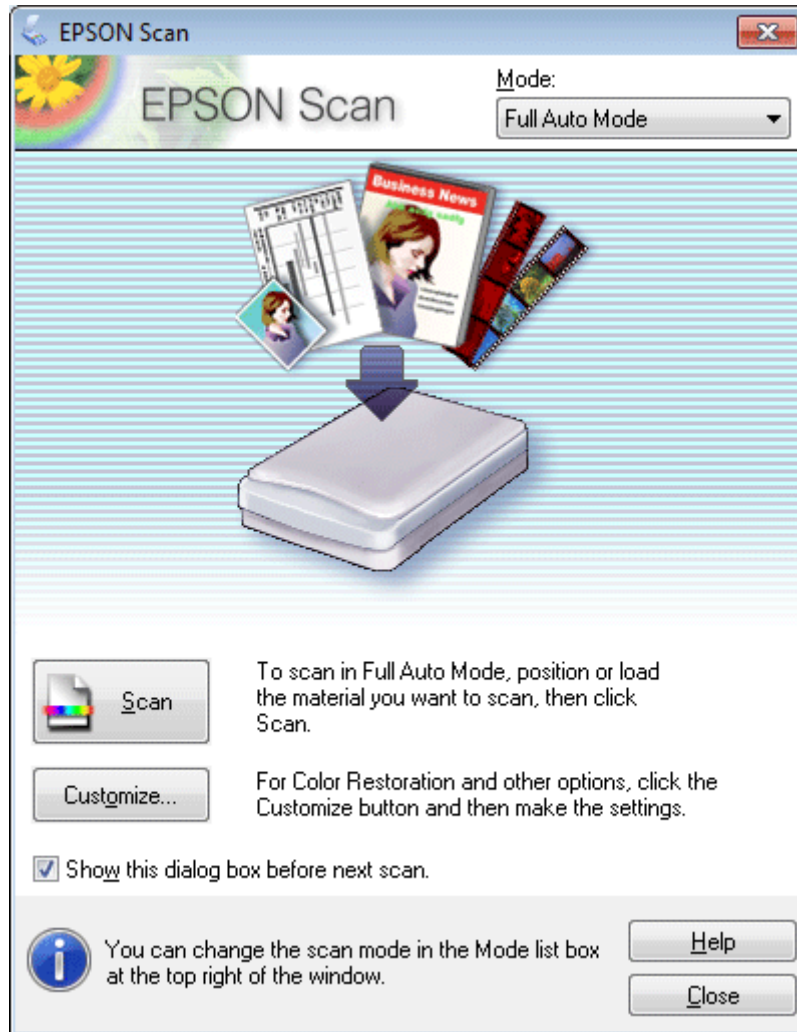 EPSON Scan
EPSON Scan
Mode:
Full Auto Mode
Business News
Scan
To scan in Full Auto Mode, position or load
the material you want to scan, then click
Scan.
Customize...
For Color Restoration and other options, click the
Customize button and then make the settings.
Show this dialog box before next scan.
You can change the scan mode in the Mode list box
at the top right of the window.
Help
Close